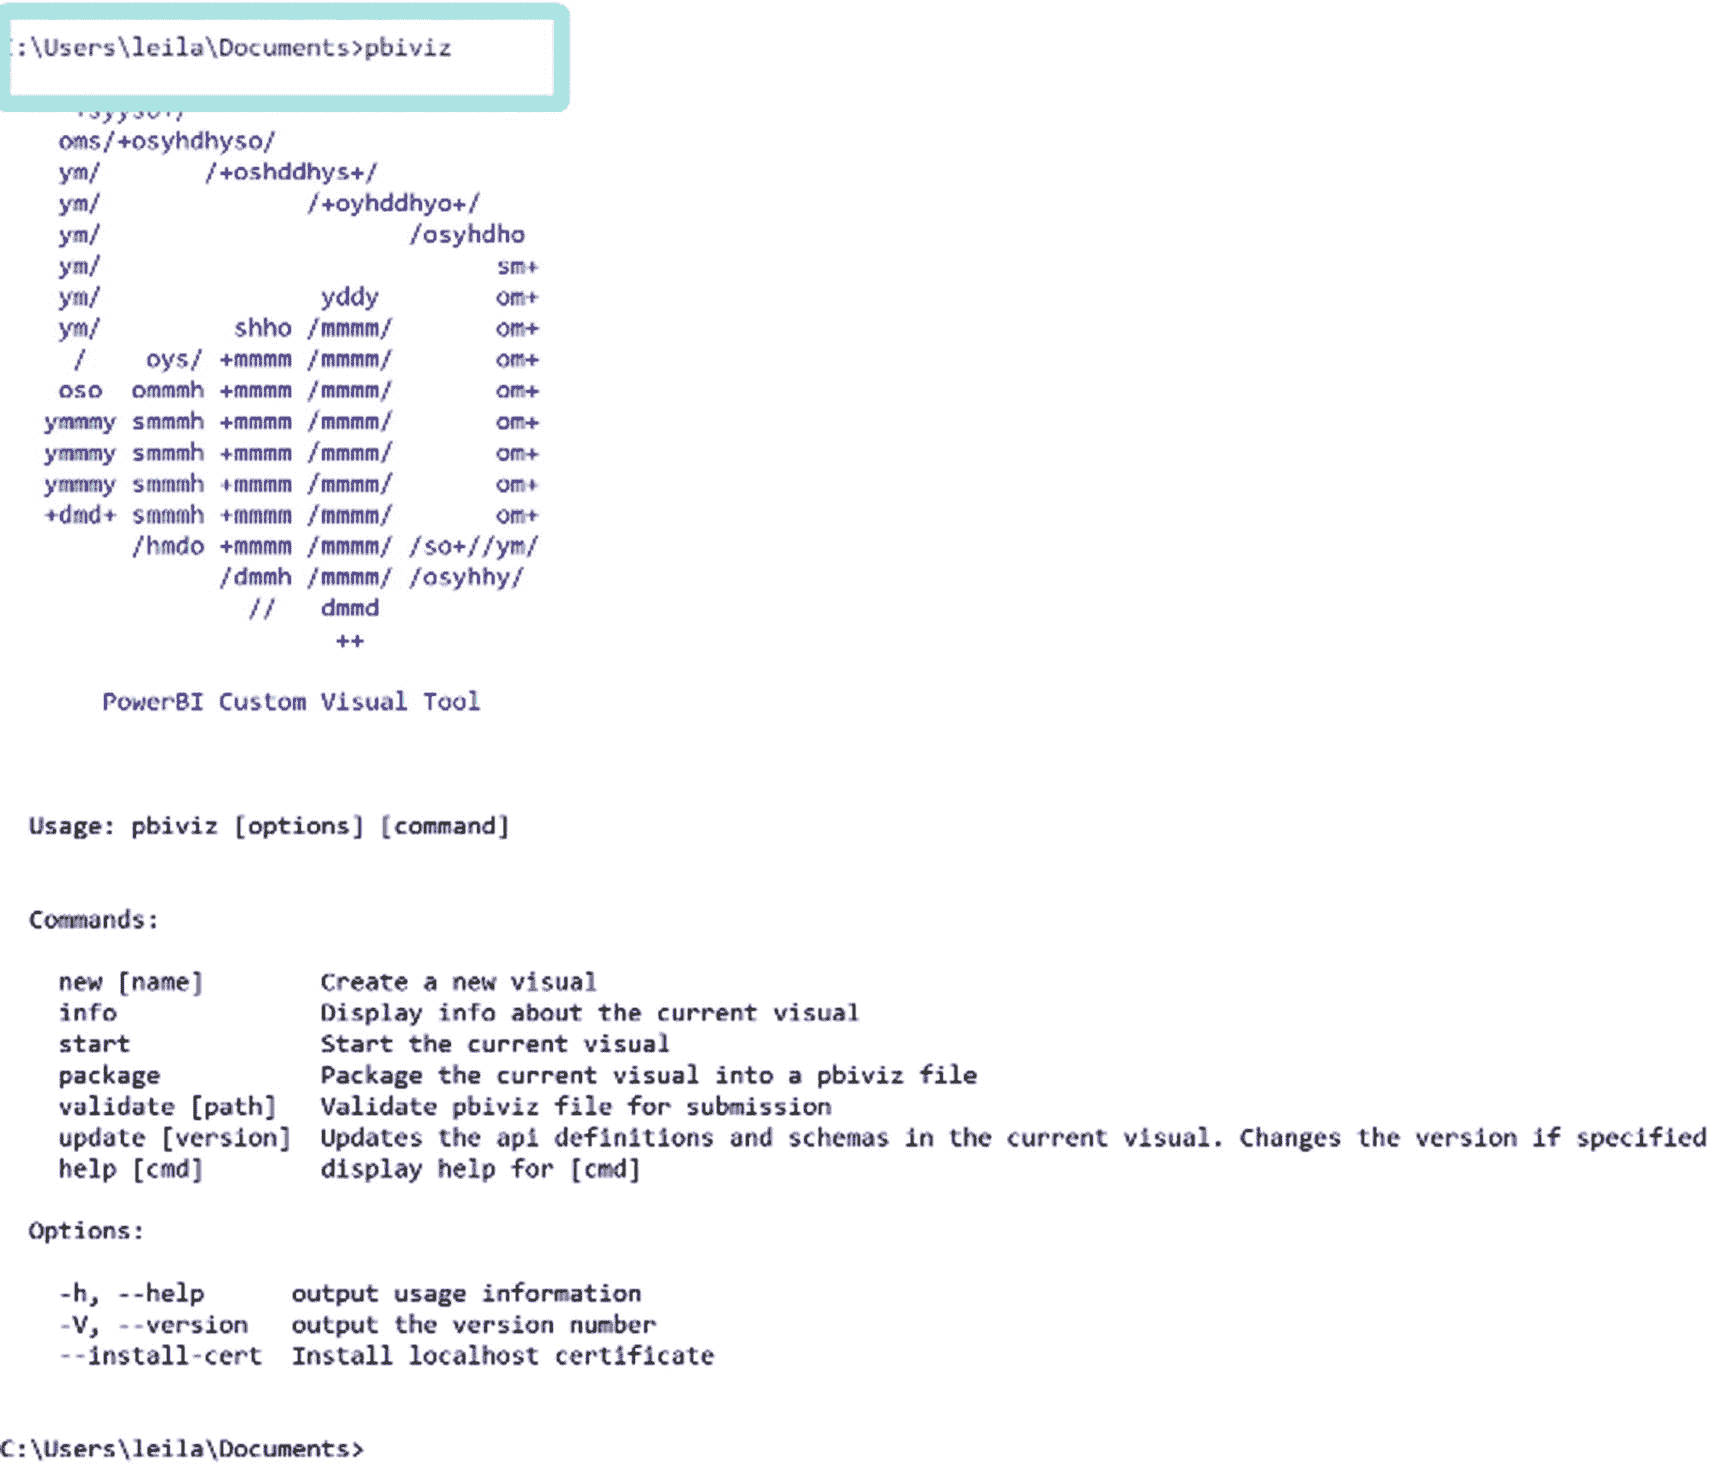 :\Users\leila\Documents>pbiviz
+syyso+/
oms/+osyhdhyso/
ym/       /+oshddhys+/
ym/              /+oyhddhyo+/
ym/                     /osyhdho
ym/                           sm+
ym/               yddy        om+
ym/         shho /mmmm/       om+
/    oys/ +mmmm /mmmm/       om+
oso  ommmh +mmmm /mmmm/       om+
ymmmy smmmh +mmmm /mmmm/       om+
ymmmy smmmh +mmmm /mmmm/       om+
ymmmy smmmh +mmmm /mmmm/       om+
+dmd+ smmmh +mmmm /mmmm/       om+
/hmdo +mmmm /mmmm/ /so+//ym/
/dmmh /mmmm/ /osyhhy/
//   dmmd
++
PowerBI Custom Visual Tool
Usage: pbiviz [options] [command]
Commands:
new [name]        Create a new visual
info              Display info about the current visual
start             Start the current visual
package           Package the current visual into a pbiviz file
validate [path]   Validate pbiviz file for submission
update [version]  Updates the api definitions and schemas in the current visual. Changes the version if specified
help [cmd]        display help for [cmd]
Options:
-h, --help      output usage information
-V, --version   output the version number
--install-cert  Install localhost certificate
C:\Users\leila\Documents>